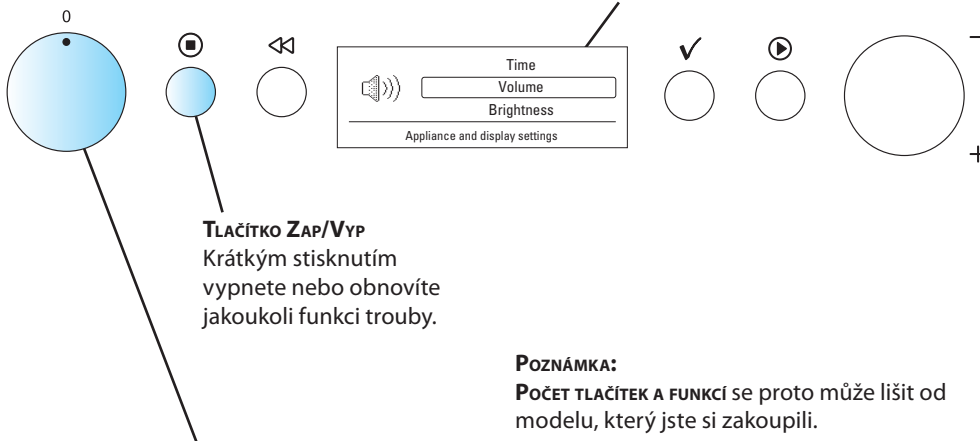 0
Time
Volume
Brightness
Appliance and display settings
−
+
TLAČÍTKO ZAP/VYP
Krátkým stisknutím
vypnete nebo obnovíte
jakoukoli funkci trouby.
POZNÁMKA:
POČET TLAČÍTEK A FUNKCÍ se proto může lišit od
modelu, který jste si zakoupili.